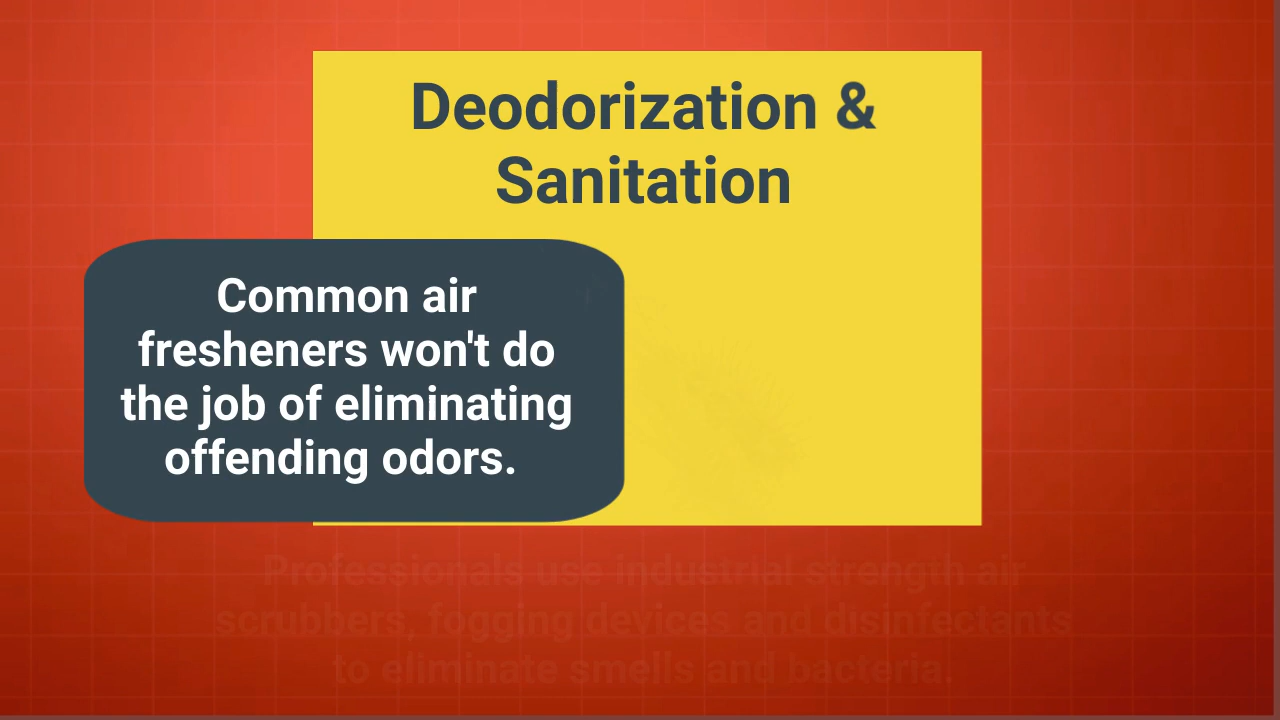 Deodorization &
Sanitation
Common air
fresheners won't do
the job of eliminating
offending odors.
Professionals use industrial strength air
scrubbers, fogging devices and disinfectants
to eliminate smells and bacteria.